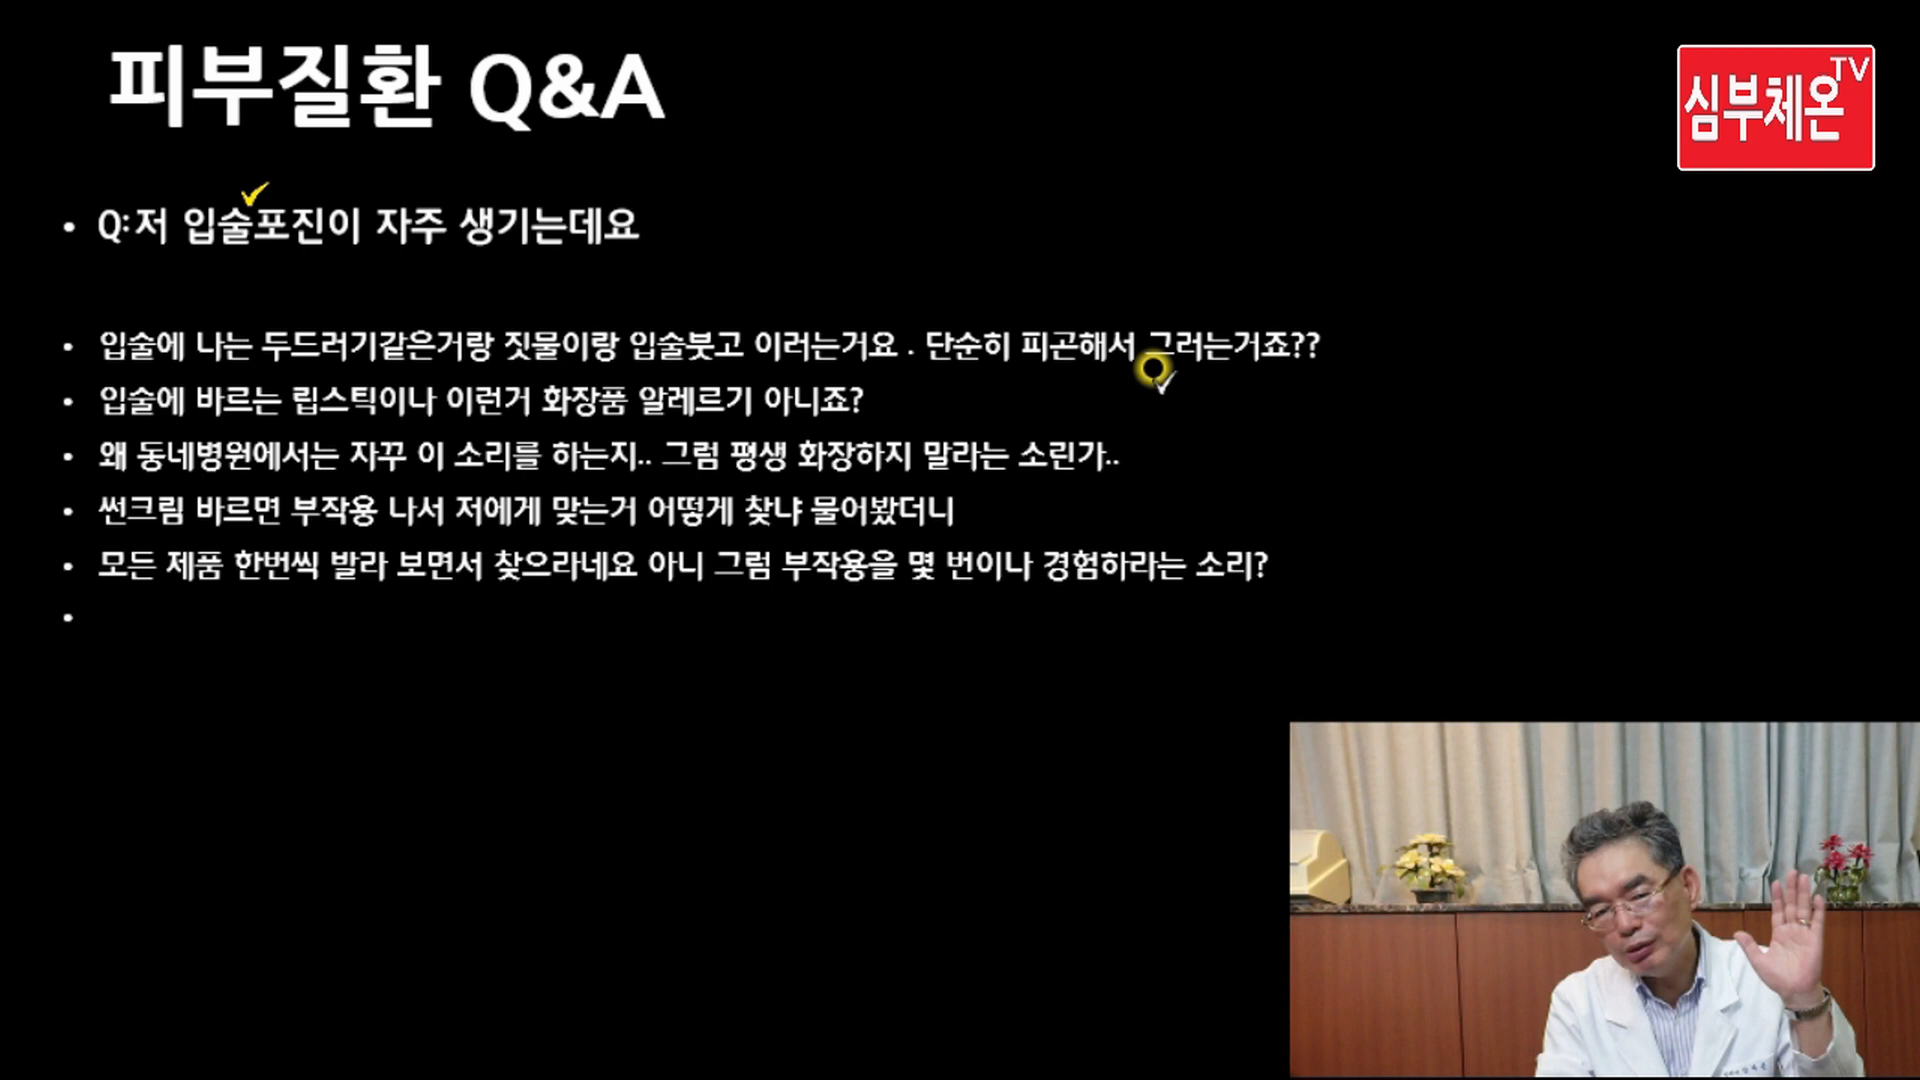 피부질환 Q&A
심부체온TV
• Q:저 입술포진이 자주 생기는데요
• 입술에 나는 두드러기같은거랑 짓물이랑 입술붓고 이러는거요 . 단순히 피곤해서 그러는거죠??
• 입술에 바르는 립스틱이나 이런거 화장품 알레르기 아니죠?
• 왜 동네병원에서는 자꾸 이 소리를 하는지.. 그럼 평생 화장하지 말라는 소린가..
• 썬크림 바르면 부작용 나서 저에게 맞는거 어떻게 찾냐 물어봤더니
• 모든 제품 한번씩 발라 보면서 찾으라네요 아니 그럼 부작용을 몇 번이나 경험하라는 소리?
•